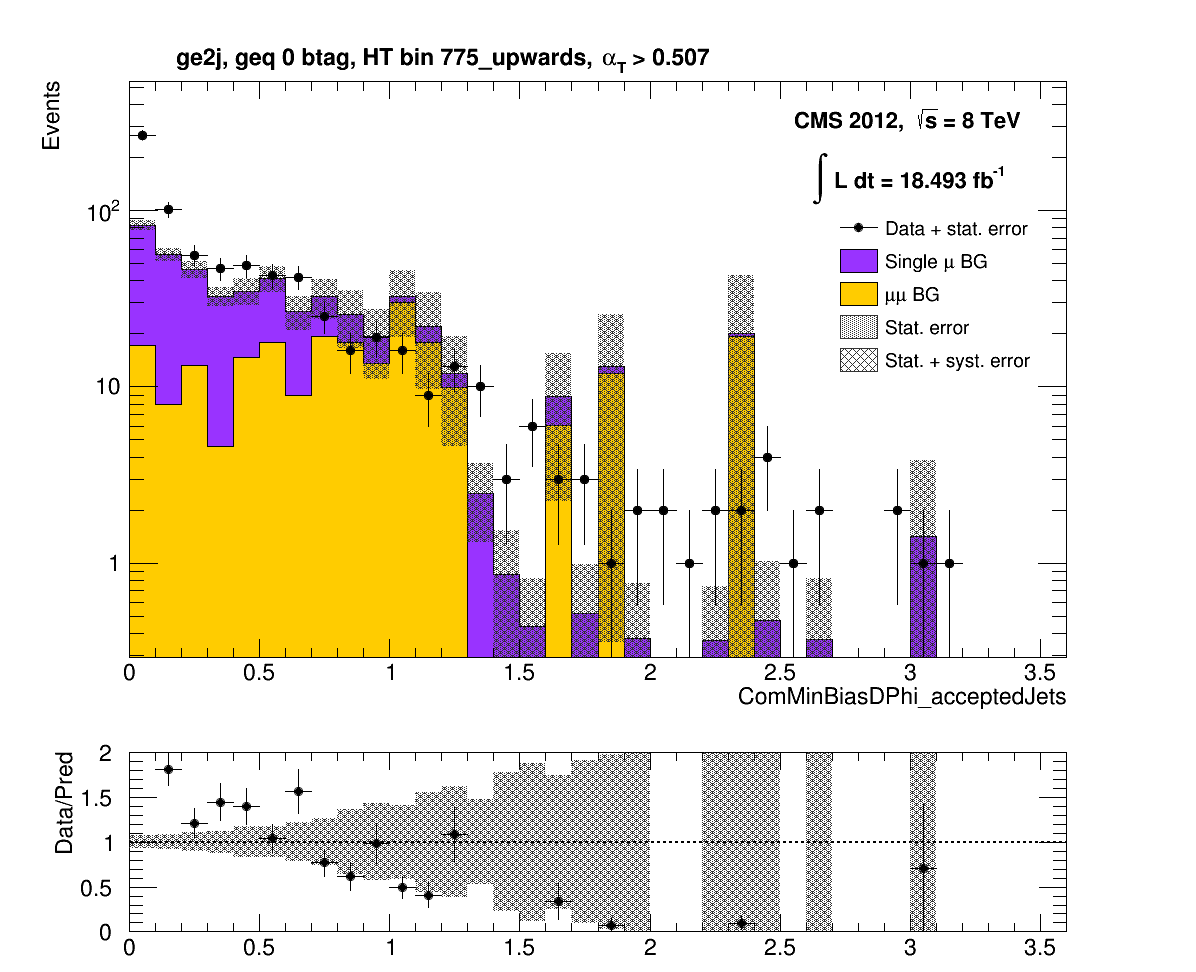 ge2j, geq 0 btag, HT bin 775_upwards, αT > 0.507
Events
CMS 2012, √s = 8 TeV
∫ L dt = 18.493 fb-1
Data + stat. error
Single μ BG
μμ BG
Stat. error
Stat. + syst. error
10²
10
1
0 0.5 1 1.5 2 2.5 3 3.5
ComMinBiasDPhi_acceptedJets
Data/Pred
2
1.5
1
0.5
0
0 0.5 1 1.5 2 2.5 3 3.5